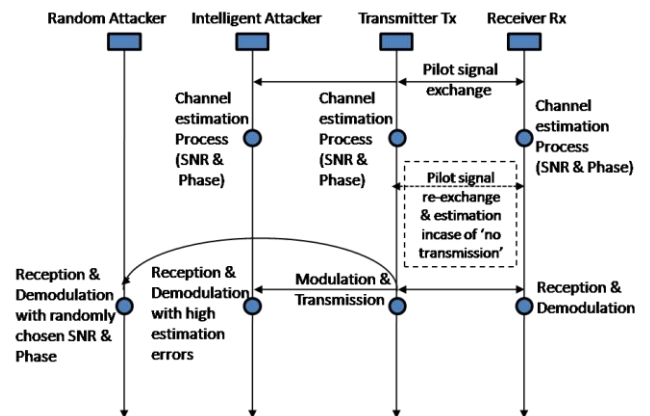 Random Attacker
Intelligent Attacker
Transmitter Tx
Receiver Rx
Pilot signal
exchange
Channel
estimation
Process
(SNR &
Phase)
Channel
estimation
Process
(SNR &
Phase)
Channel
estimation
Process
(SNR & Phase)
Pilot signal
re-exchange
& estimation
incase of 'no
transmission'
Reception &
Demodulation
with randomly
chosen SNR &
Phase
Reception &
Demodulation
with high
estimation
errors
Modulation &
Transmission
Reception &
Demodulation